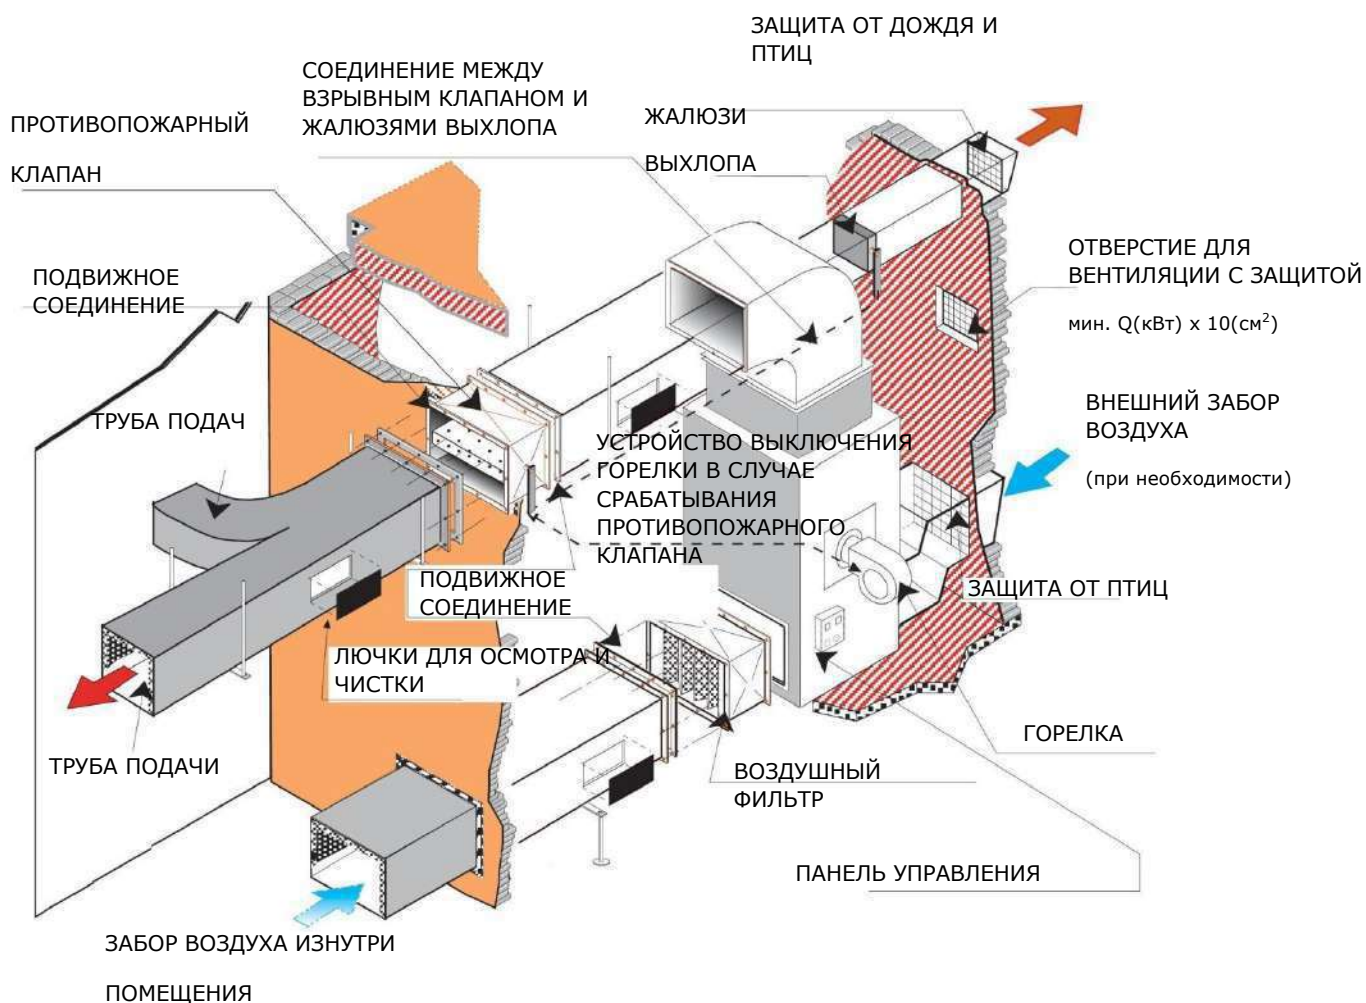 ЗАЩИТА ОТ ДОЖДЯ И
ПТИЦ
СОЕДИНЕНИЕ МЕЖДУ
ВЗРЫВНЫМ КЛАПАНОМ И
ЖАЛЮЗЯМИ ВЫХЛОПА
ЖАЛЮЗИ
ВЫХЛОПА
ПРОТИВОПОЖАРНЫЙ
КЛАПАН
ОТВЕРСТИЕ ДЛЯ
ВЕНТИЛЯЦИИ С ЗАЩИТОЙ
мин. Q(кВт) x 10(см²)
ПОДВИЖНОЕ
СОЕДИНЕНИЕ
ВНЕШНИЙ ЗАБОР
ВОЗДУХА
(при необходимости)
ТРУБА ПОДАЧ
УСТРОЙСТВО ВЫКЛЮЧЕНИЯ
ГОРЕЛКИ В СЛУЧАЕ
СРАБАТЫВАНИЯ
ПРОТИВОПОЖАРНОГО
КЛАПАНА
ПОДВИЖНОЕ
СОЕДИНЕНИЕ
ЗАЩИТА ОТ ПТИЦ
ЛЮЧКИ ДЛЯ ОСМОТРА И
ЧИСТКИ
ГОРЕЛКА
ТРУБА ПОДАЧИ
ВОЗДУШНЫЙ
ФИЛЬТР
ПАНЕЛЬ УПРАВЛЕНИЯ
ЗАБОР ВОЗДУХА ИЗНУТРИ
ПОМЕЩЕНИЯ